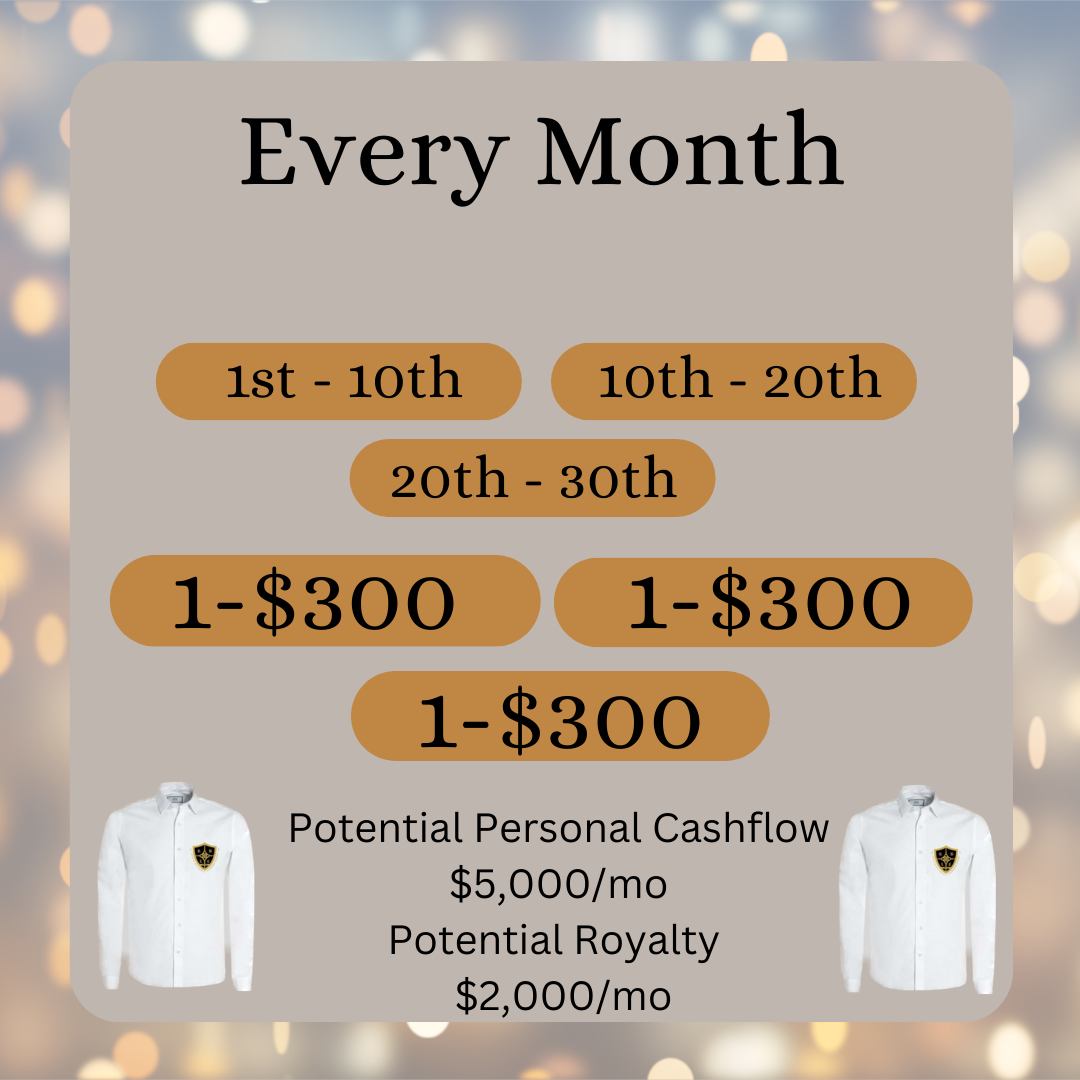 Every Month
1st - 10th
10th - 20th
20th - 30th
1-$300
1-$300
1-$300
Potential Personal Cashflow
$5,000/mo
Potential Royalty
$2,000/mo